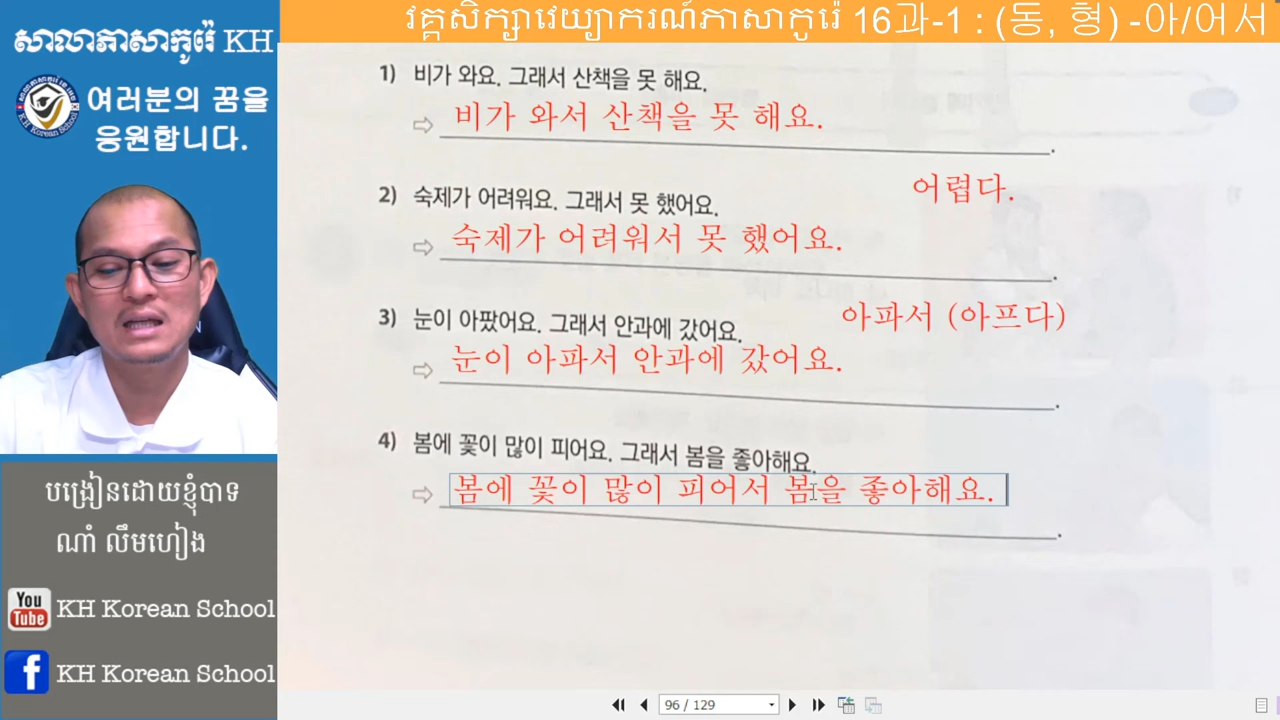 សាលាភាសាកូរ៉េ KH
여러분의 꿈을
응원합니다.
បង្រៀនដោយខ្ញុំបាទ
ណាំ លឹមហៀង
You Tube KH Korean School
f KH Korean School
វគ្គសិក្សាវេយ្យាករណ៍ភាសាកូរ៉េ 16과-1 : (동, 형) -아/어서
1) 비가 와요. 그래서 산책을 못 해요.
⇨ 비가 와서 산책을 못 해요.
어렵다.
2) 숙제가 어려워요. 그래서 못 했어요.
⇨ 숙제가 어려워서 못 했어요.
아파서 (아프다)
3) 눈이 아팠어요. 그래서 안과에 갔어요.
⇨ 눈이 아파서 안과에 갔어요.
4) 봄에 꽃이 많이 피어요. 그래서 봄을 좋아해요.
⇨ 봄에 꽃이 많이 피어서 봄을 좋아해요.
96 / 129